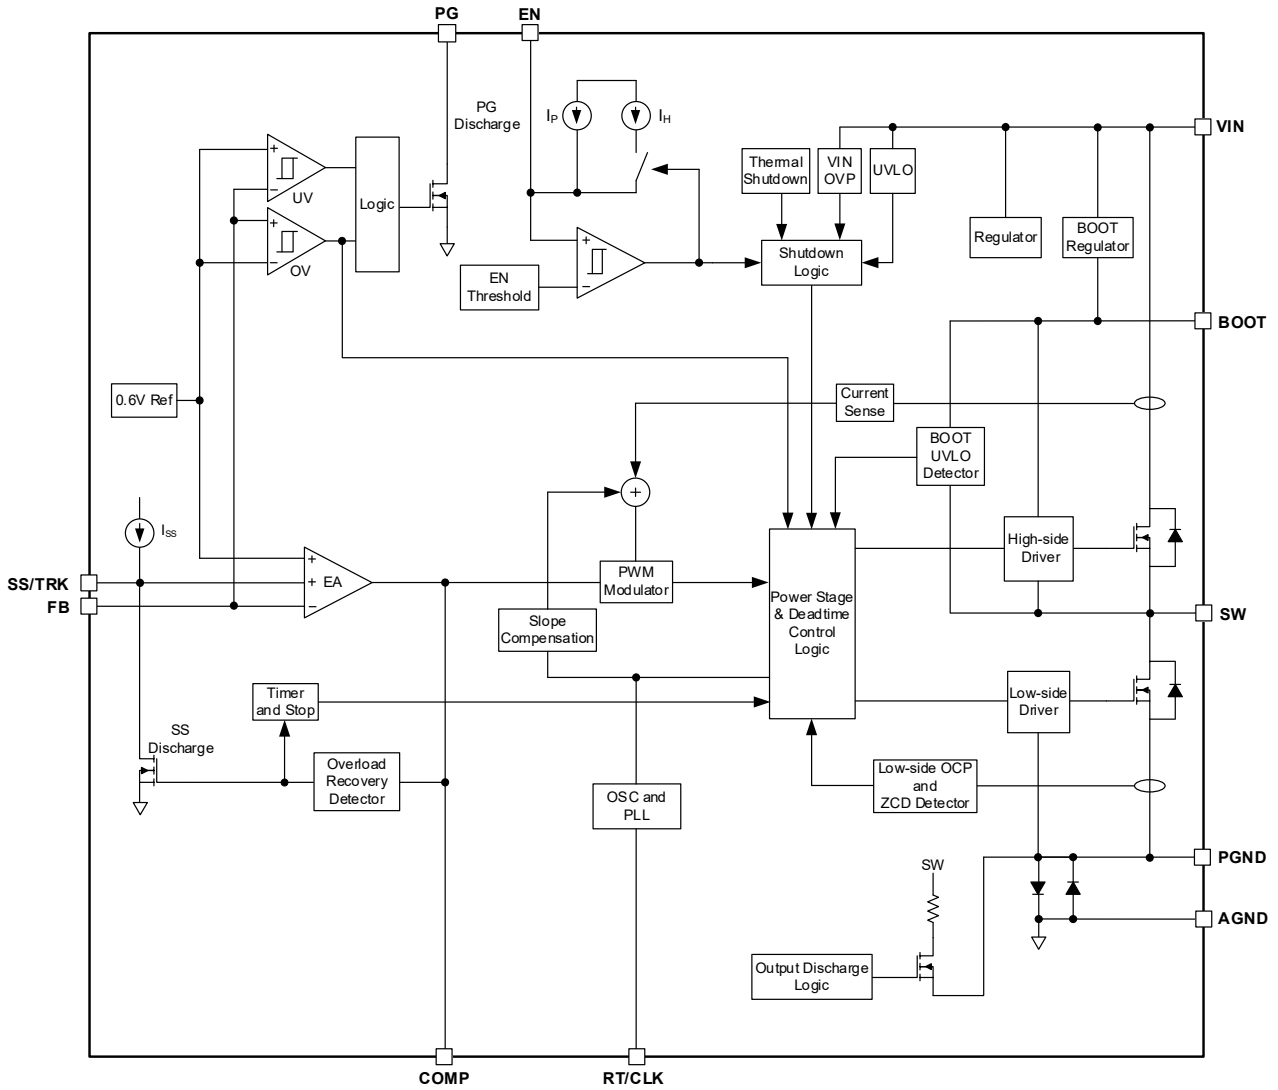 PG
EN
PG
Discharge
IP
IH
VIN
Thermal
Shutdown
VIN
OVP
UVLO
+
−
UV
Logic
Regulator
BOOT
Regulator
+
−
OV
+
−
EN
Threshold
Shutdown
Logic
BOOT
0.6V Ref
Current
Sense
BOOT
UVLO
Detector
+
ISS
High-side
Driver
SS/TRK
FB
+
+
−
EA
PWM
Modulator
Power Stage
& Deadtime
Control
Logic
Slope
Compensation
SW
Timer
and Stop
Low-side
Driver
SS
Discharge
Overload
Recovery
Detector
OSC and
PLL
Low-side OCP
and
ZCD Detector
PGND
SW
AGND
Output Discharge
Logic
COMP
RT/CLK